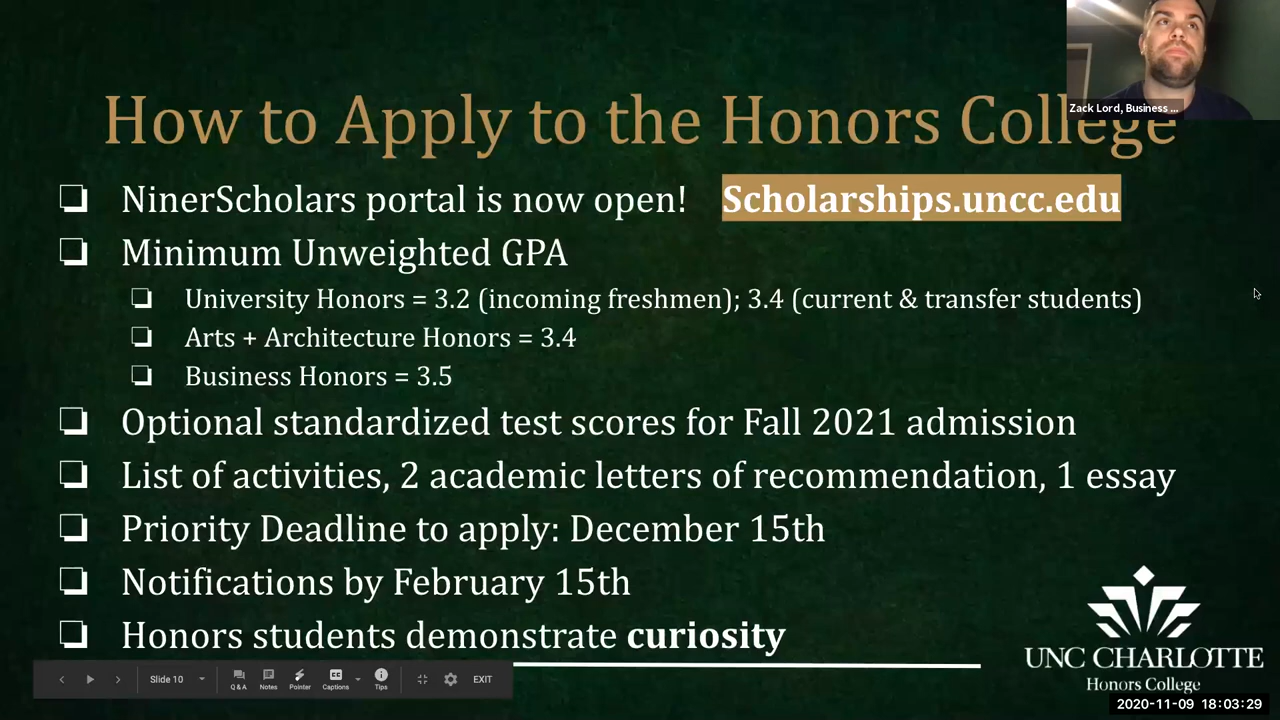 Zack Lord, Business ...
How to Apply to the Honors College
NinerScholars portal is now open! Scholarships.uncc.edu
Minimum Unweighted GPA
University Honors = 3.2 (incoming freshmen); 3.4 (current & transfer students)
Arts + Architecture Honors = 3.4
Business Honors = 3.5
Optional standardized test scores for Fall 2021 admission
List of activities, 2 academic letters of recommendation, 1 essay
Priority Deadline to apply: December 15th
Notifications by February 15th
Honors students demonstrate curiosity
UNC CHARLOTTE
Honors College
Slide 10 Q&A Notes Pointer Captions Tips EXIT
2020-11-09 18:03:29